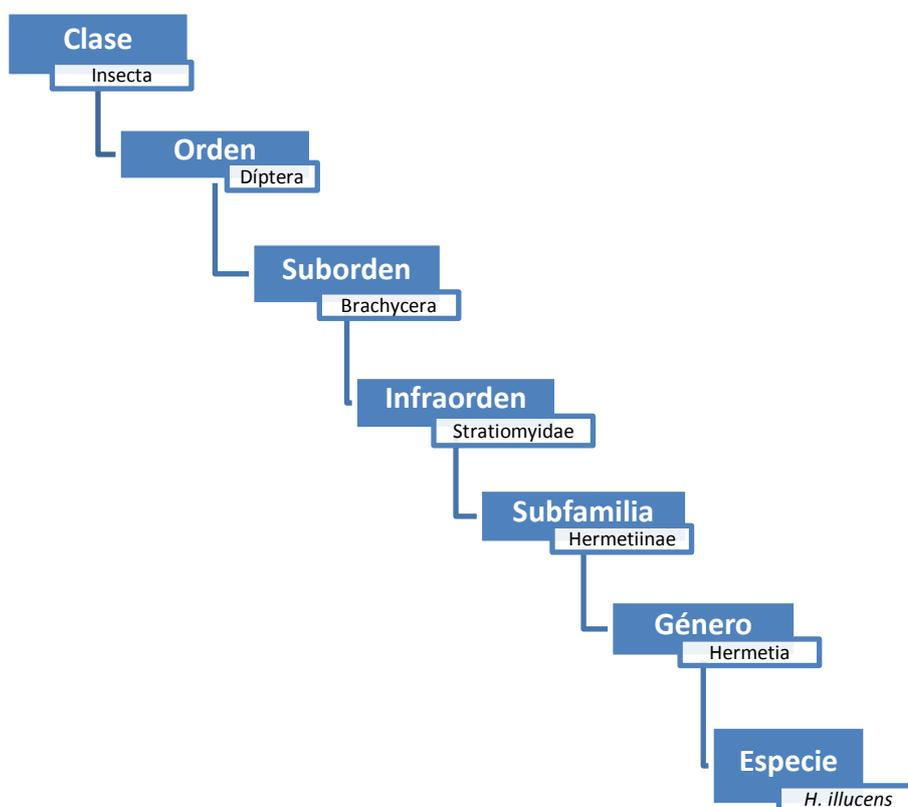 Clase
Insecta
Orden
Díptera
Suborden
Brachycera
Infraorden
Stratiomyidae
Subfamilia
Hermetiinae
Género
Hermetia
Especie
H. illucens